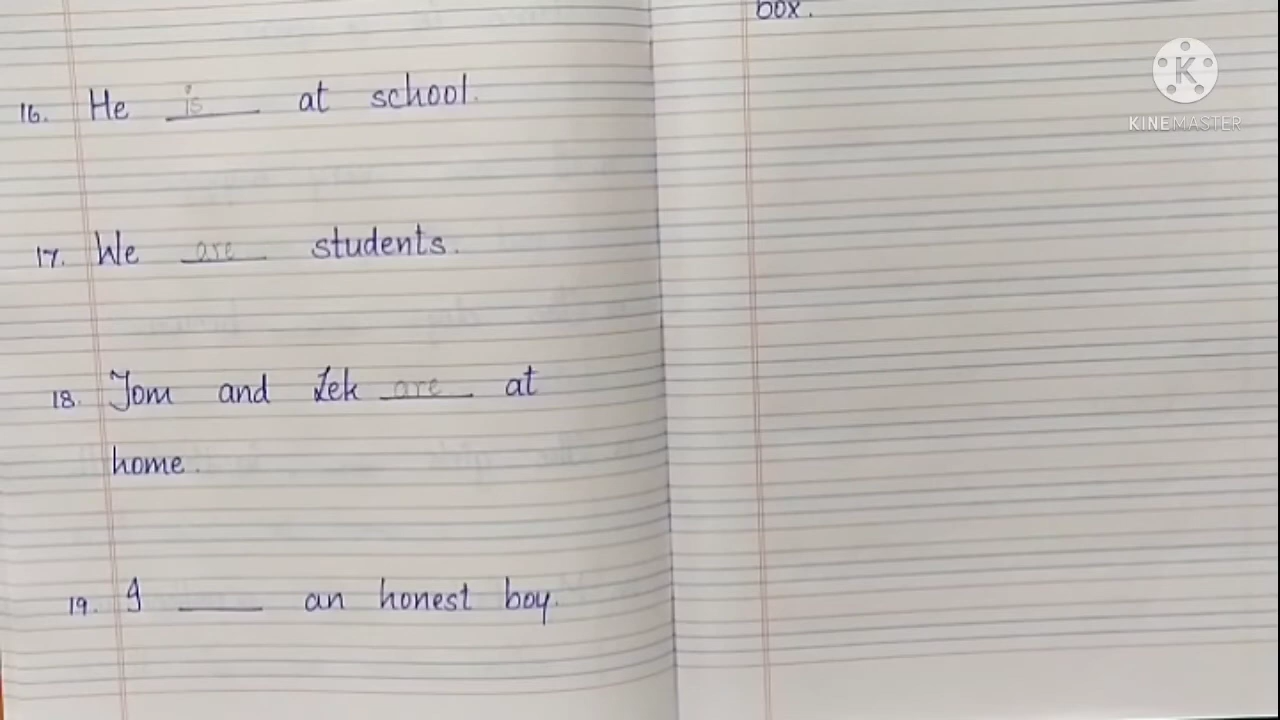 box.
16. He is at school.
17. We are students.
18. Tom and Zek are at
home.
19. I ____ an honest boy.
K
KINEMASTER